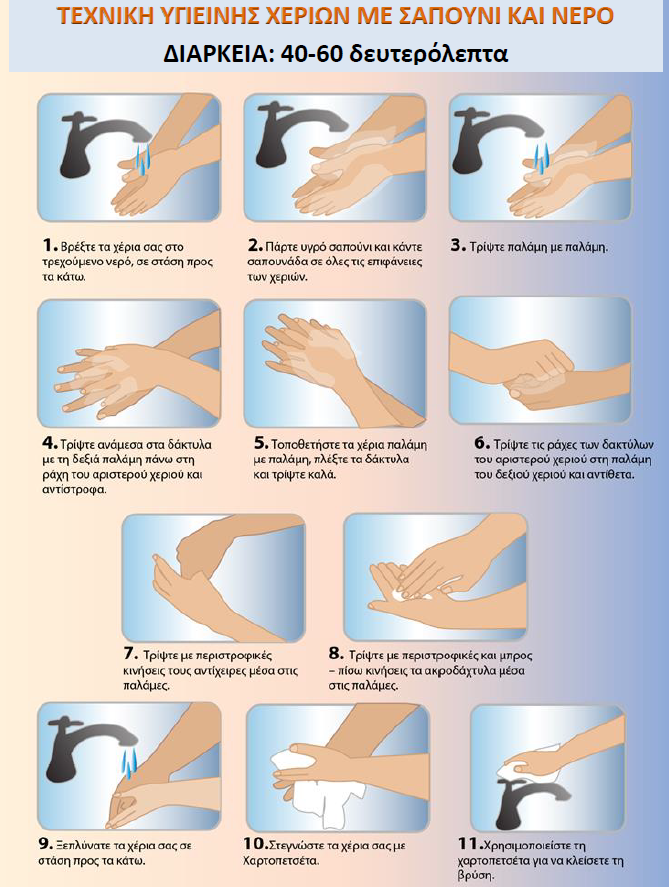 ΤΕΧΝΙΚΗ ΥΓΙΕΙΝΗΣ ΧΕΡΙΩΝ ΜΕ ΣΑΠΟΥΝΙ ΚΑΙ ΝΕΡΟ
ΔΙΑΡΚΕΙΑ: 40-60 δευτερόλεπτα
1. Βρέξτε τα χέρια σας στο
τρεχούμενο νερό, σε στάση προς
τα κάτω.
2. Πάρτε υγρό σαπούνι και κάντε
σαπουνάδα σε όλες τις επιφάνειες
των χεριών.
3. Τρίψτε παλάμη με παλάμη.
4. Τρίψτε ανάμεσα στα δάκτυλα
με τη δεξιά παλάμη πάνω στη
ράχη του αριστερού χεριού και
αντίστροφα.
5. Τοποθετήστε τα χέρια παλάμη
με παλάμη, πλέξτε τα δάκτυλα
και τρίψτε καλά.
6. Τρίψτε τις ράχες των δακτύλων
του αριστερού χεριού στη παλάμη
του δεξιού χεριού και αντίθετα.
7. Τρίψτε με περιστροφικές
κινήσεις τους αντίχειρες μέσα στις
παλάμες.
8. Τρίψτε με περιστροφικές και μπρος
– πίσω κινήσεις τα ακροδάχτυλα μέσα
στις παλάμες.
9. Ξεπλύνατε τα χέρια σας σε
στάση προς τα κάτω.
10.Στεγνώστε τα χέρια σας με
Χαρτοπετσέτα.
11.Χρησιμοποιείστε τη
χαρτοπετσέτα για να κλείσετε τη
βρύση.